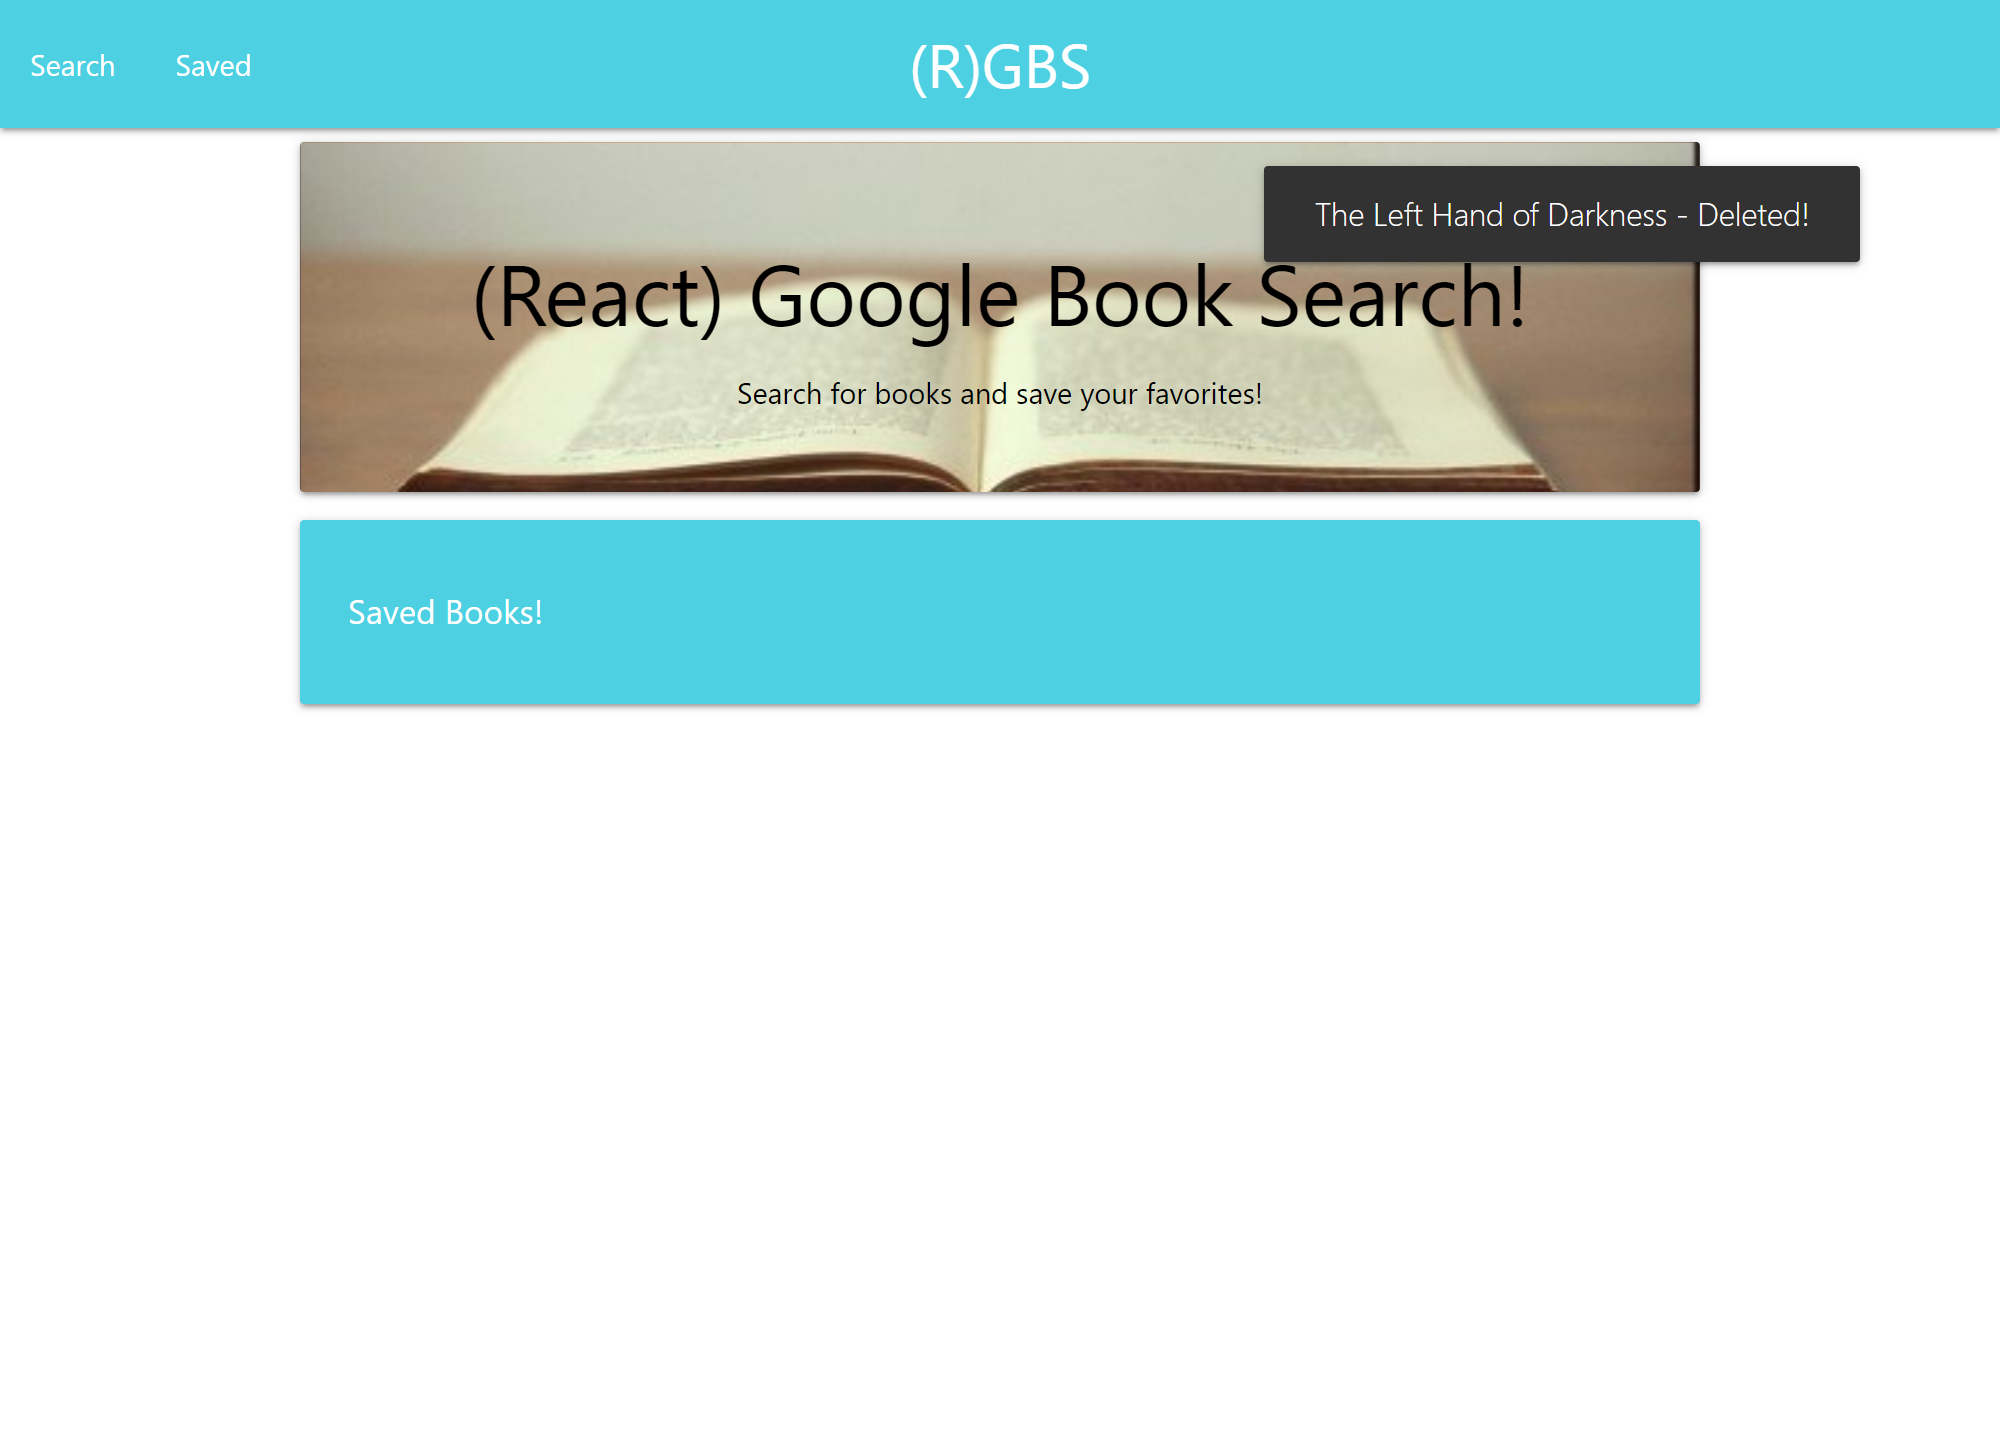 Search
Saved
(R)GBS
The Left Hand of Darkness - Deleted!
(React) Google Book Search!
Search for books and save your favorites!
Saved Books!